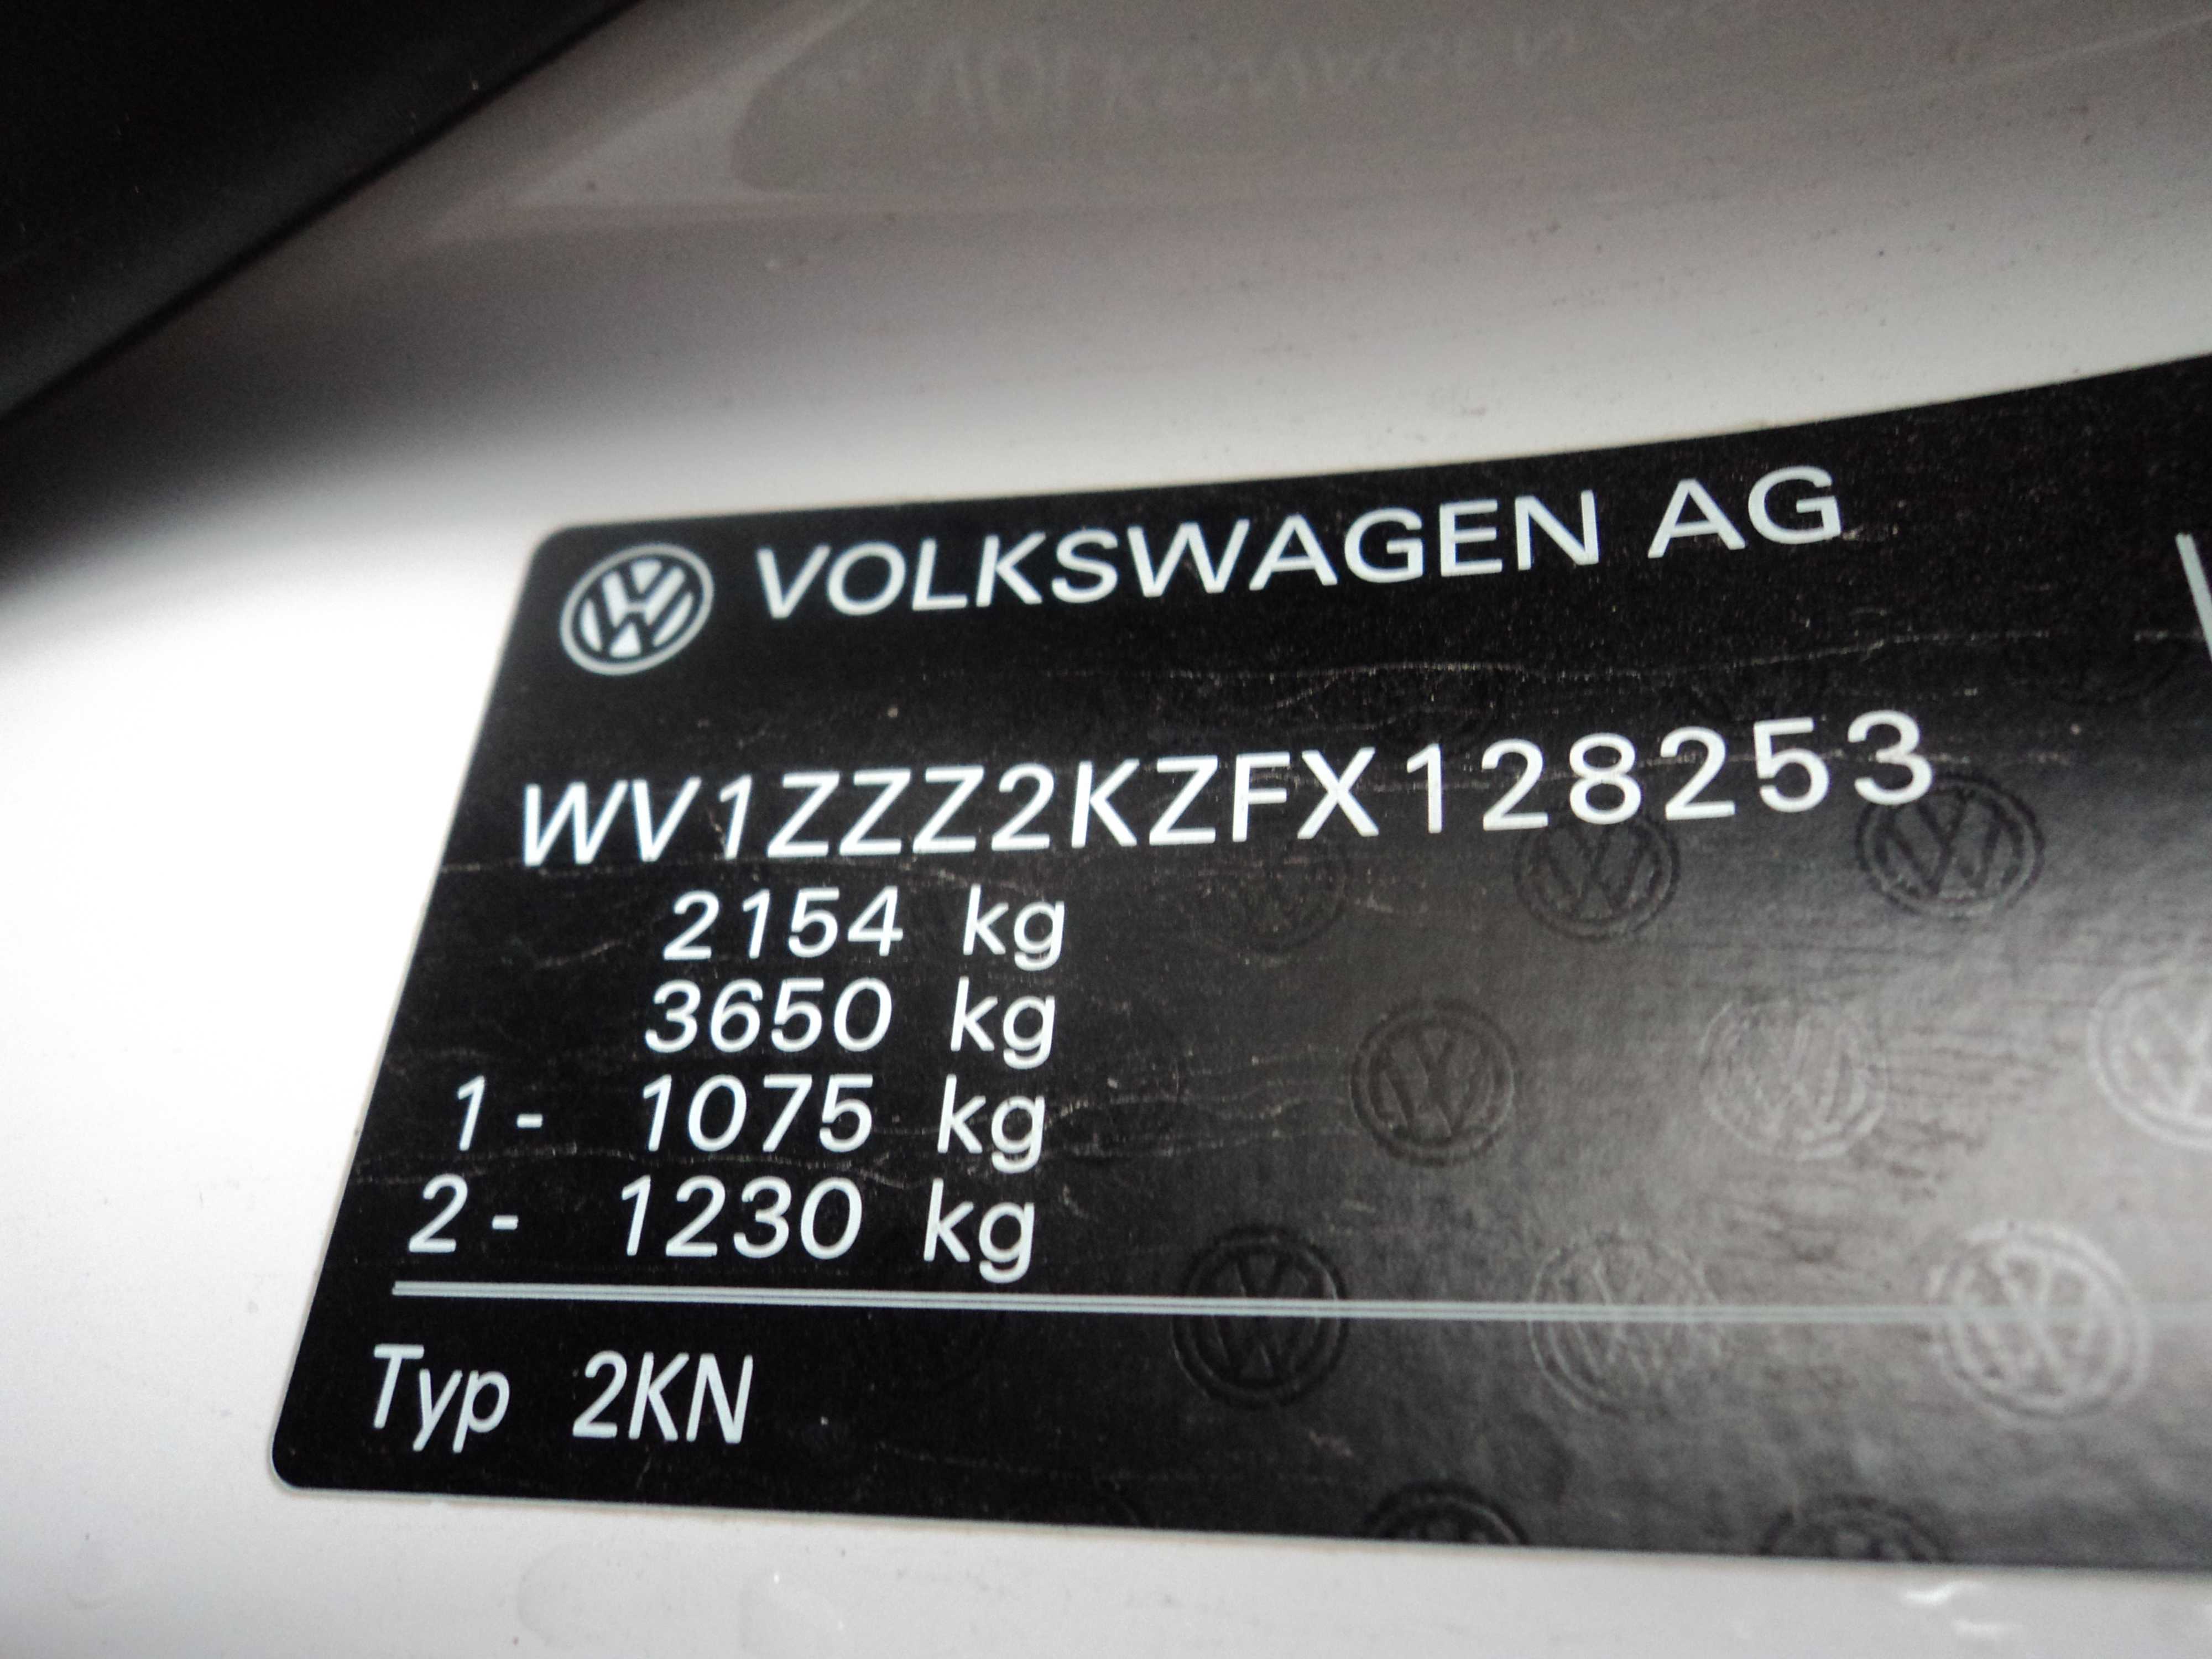 VOLKSWAGEN AG
WV1ZZZ2KZFX128253
2154 kg
3650 kg
1- 1075 kg
2- 1230 kg
Typ 2KN